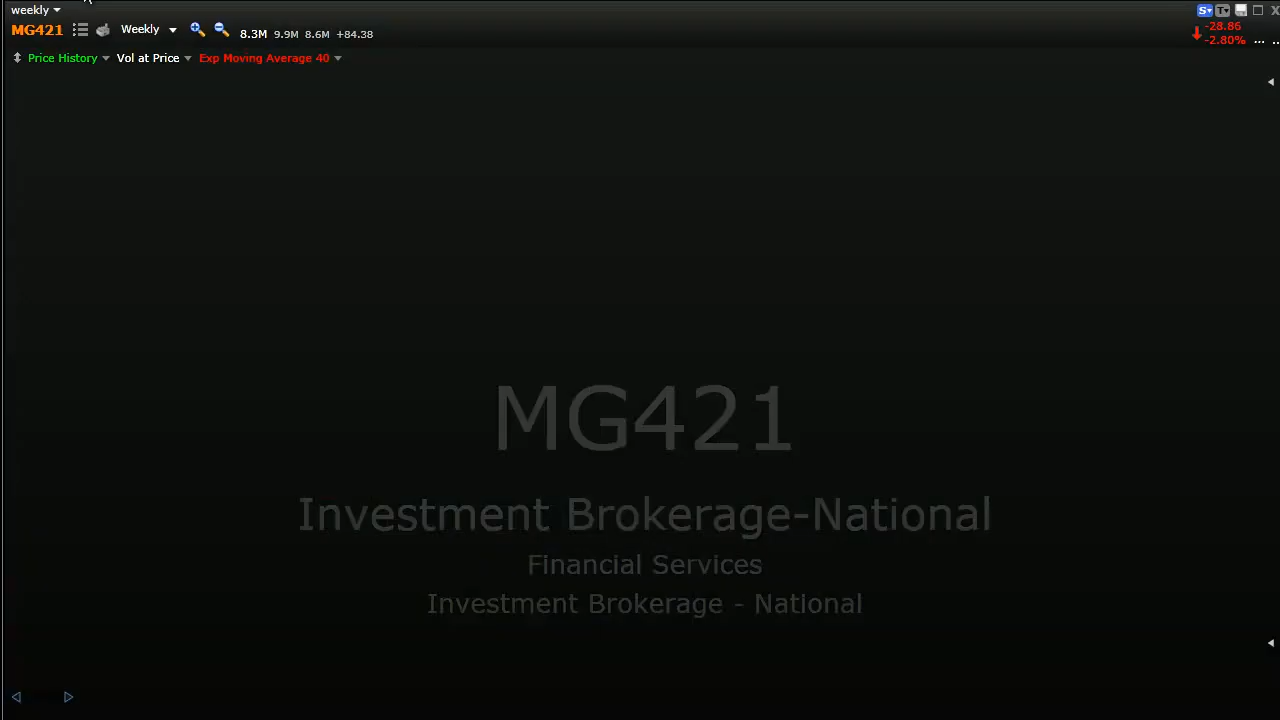 weekly
S T X
MG421 Weekly 8.3M 9.9M 8.6M +84.38 -28.86
-2.80% ...
Price History Vol at Price Exp Moving Average 40
MG421
Investment Brokerage-National
Financial Services
Investment Brokerage - National